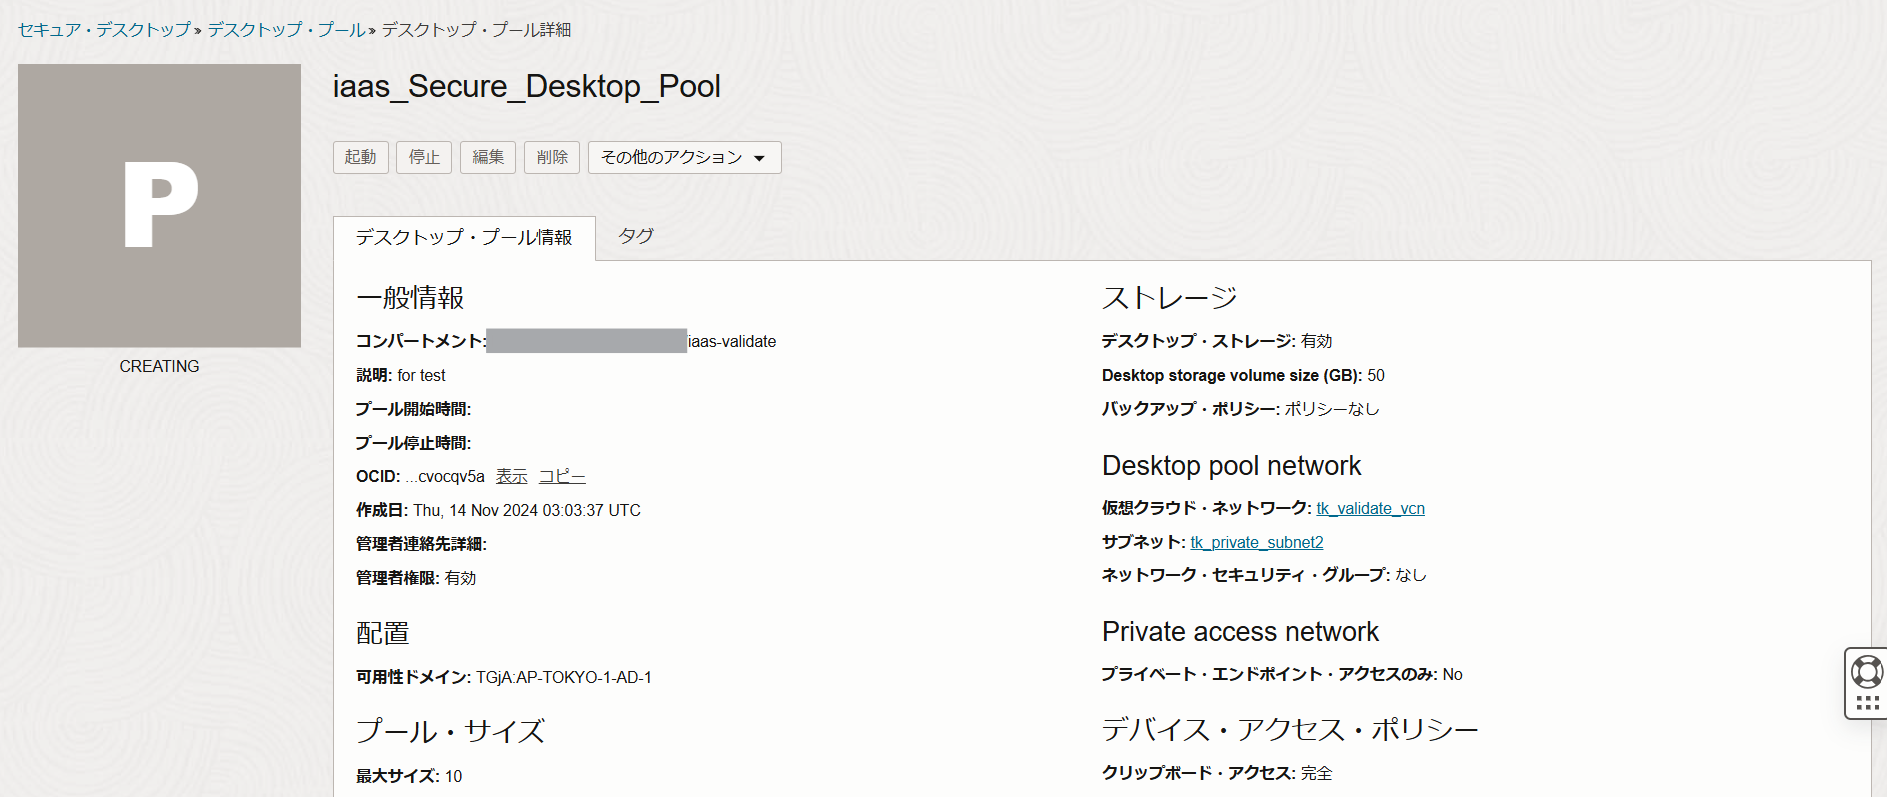 セキュア・デスクトップ » デスクトップ・プール » デスクトップ・プール詳細
P
CREATING
iaas_Secure_Desktop_Pool
起動 停止 編集 削除 その他のアクション
デスクトップ・プール情報 タグ
一般情報
コンパートメント: iaas-validate
説明: for test
プール開始時間:
プール停止時間:
OCID: ...cvocqv5a 表示 コピー
作成日: Thu, 14 Nov 2024 03:03:37 UTC
管理者連絡先詳細:
管理者権限: 有効
配置
可用性ドメイン: TGjA:AP-TOKYO-1-AD-1
プール・サイズ
最大サイズ: 10
ストレージ
デスクトップ・ストレージ: 有効
Desktop storage volume size (GB): 50
バックアップ・ポリシー: ポリシーなし
Desktop pool network
仮想クラウド・ネットワーク: tk_validate_vcn
サブネット: tk_private_subnet2
ネットワーク・セキュリティ・グループ: なし
Private access network
プライベート・エンドポイント・アクセスのみ: No
デバイス・アクセス・ポリシー
クリップボード・アクセス: 完全